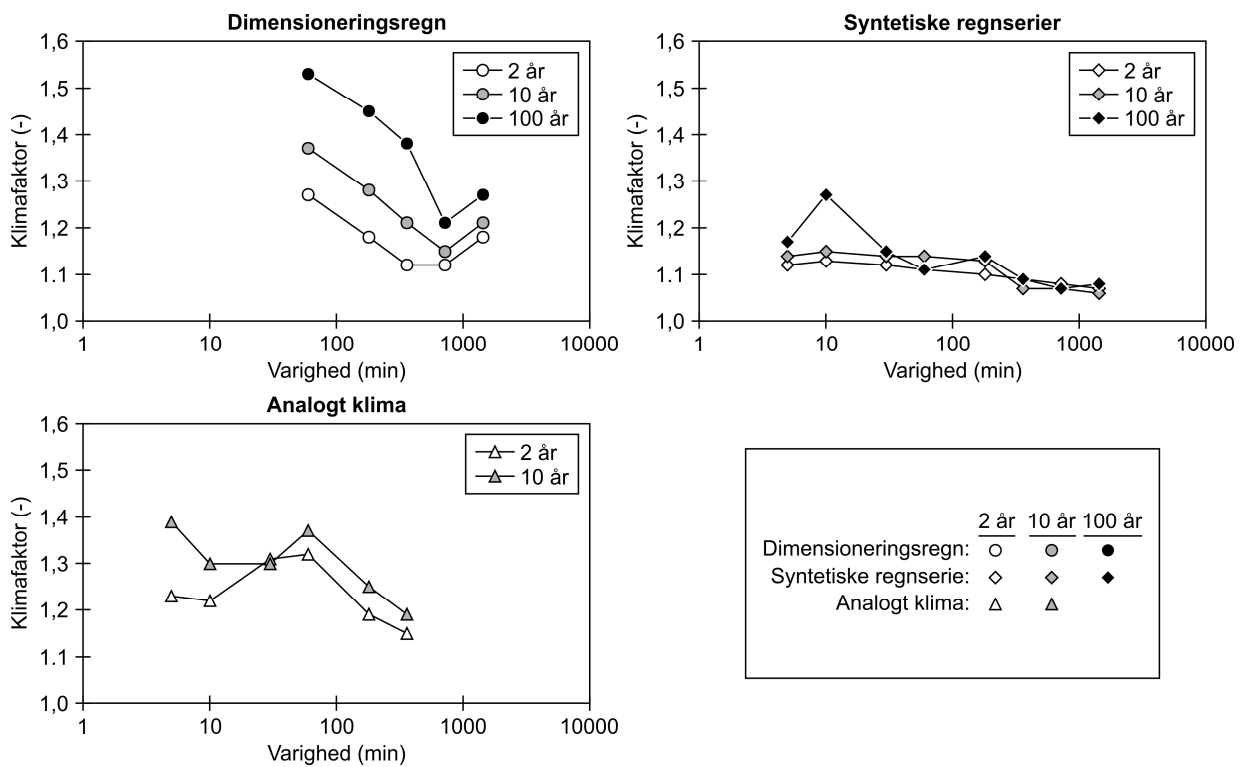 Dimensioneringsregn
Klimafaktor (-)
1,6
1,5
1,4
1,3
1,2
1.1
1,0
2 år
10 år
100 år
1
10
100
1000
10000
Varighed (min)
Syntetiske regnserier
Klimafaktor (-)
1,6
1,5
1,4
1,3
1,2
1.1
1,0
2 år
10 år
100 år
1
10
100
1000
10000
Varighed (min)
Analogt klima
Klimafaktor (-)
1,6
1,5
1,4
1,3
1,2
1.1
1,0
2 år
10 år
1
10
100
1000
10000
Varighed (min)
2 år 10 år 100 år
Dimensioneringsregn:
Syntetiske regnserie:
Analogt klima: